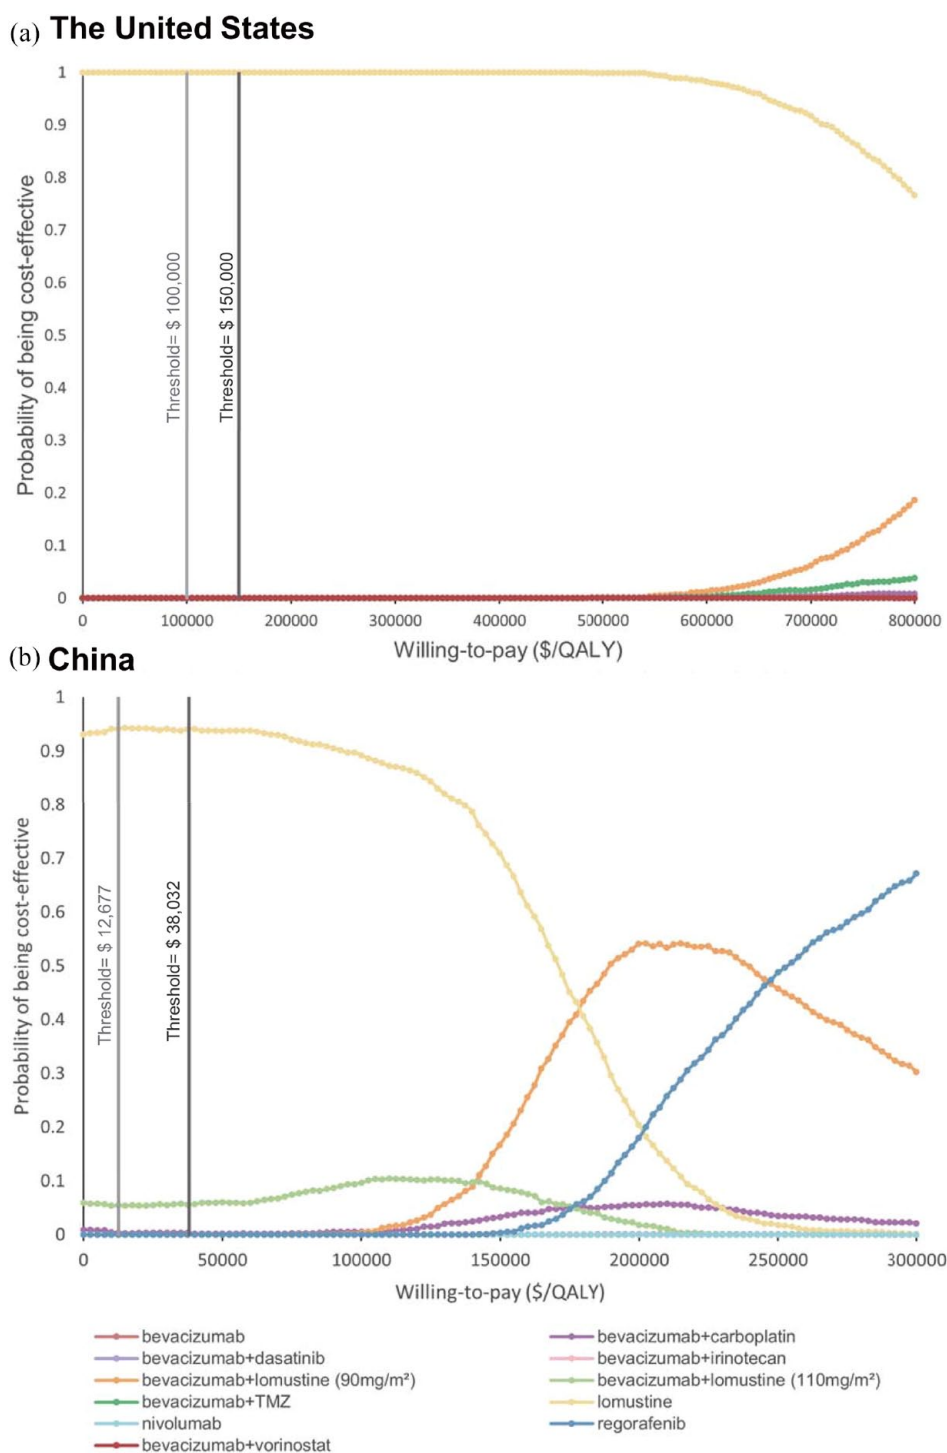 (a) The United States
1
0.9
0.8
0.7
0.6
0.5
0.4
0.3
0.2
0.1
0
Probability of being cost-effective
Threshold= $ 100,000
Threshold= $ 150,000
0 100000 200000 300000 400000 500000 600000 700000 800000
Willing-to-pay ($/QALY)
(b) China
1
0.9
0.8
0.7
0.6
0.5
0.4
0.3
0.2
0.1
0
Probability of being cost-effective
Threshold= $ 12,677
Threshold= $ 38,032
0 50000 100000 150000 200000 250000 300000
Willing-to-pay ($/QALY)
bevacizumab bevacizumab+carboplatin
bevacizumab+dasatinib bevacizumab+irinotecan
bevacizumab+lomustine (90mg/m²) bevacizumab+lomustine (110mg/m²)
bevacizumab+TMZ lomustine
nivolumab regorafenib
bevacizumab+vorinostat